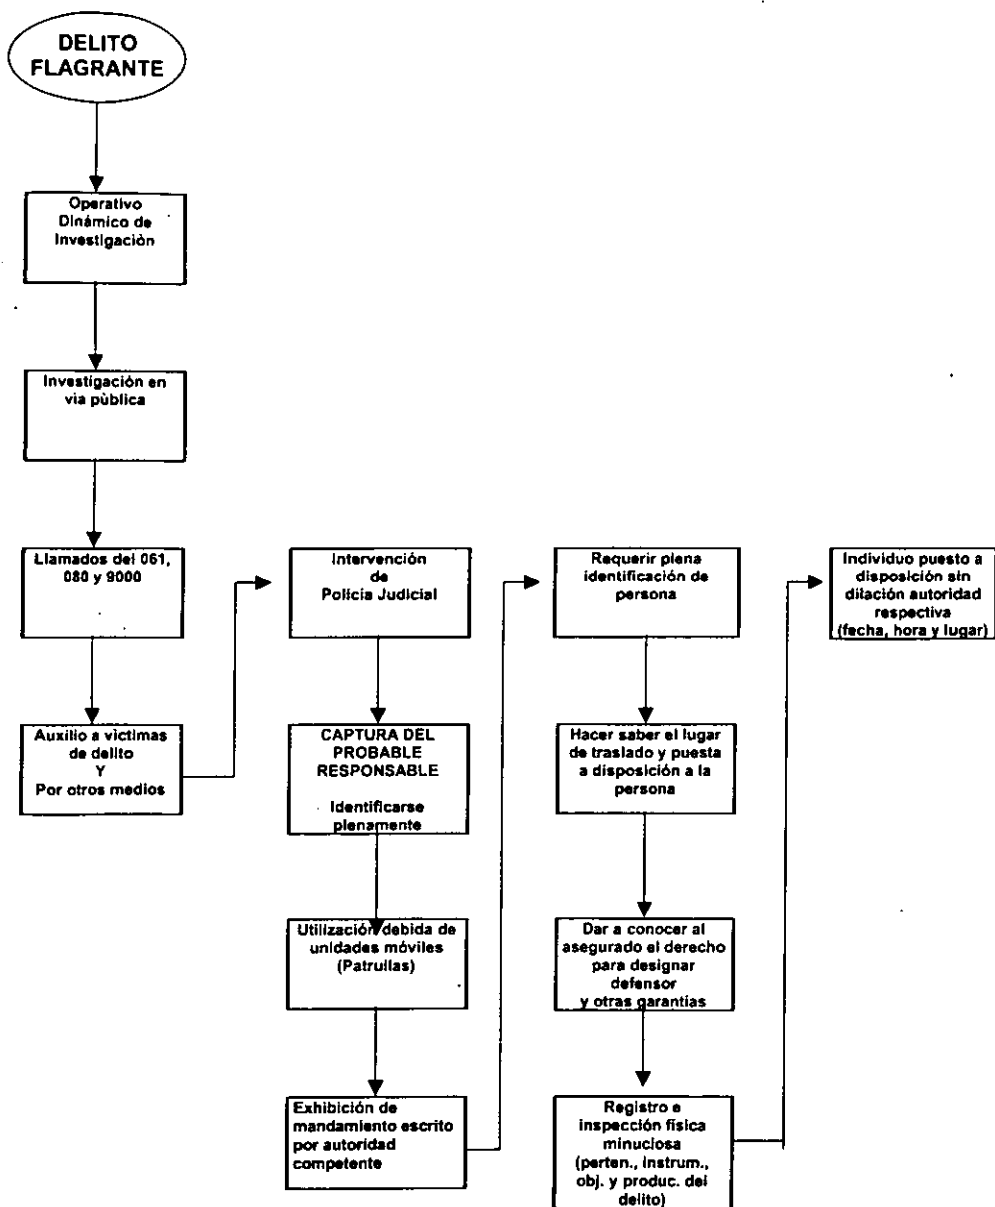 DELITO
FLAGRANTE
Operativo
Dinámico de
Investigaciòn
Investigación en
via pùblica
Llamados del 061,
080 y 9000
Auxilio a vìctimas
de delito
Y
Por otros medios
Intervención
de
Policía Judicial
CAPTURA DEL
PROBABLE
RESPONSABLE
Identificarse
plenamente
Utilización debida de
unidades móviles
(Patrullas)
Exhibición de
mandamiento escrito
por autoridad
competente
Requerir plena
identificación de
persona
Hacer saber el lugar
de traslado y puesta
a disposición a la
persona
Dar a conocer al
asegurado el derecho
para designar
defensor
y otras garantías
Registro e
inspección física
minuciosa
(perten., instrum.,
obj. y produc. del
delito)
Individuo puesto a
disposición sin
dilación autoridad
respectiva
(fecha, hora y lugar)